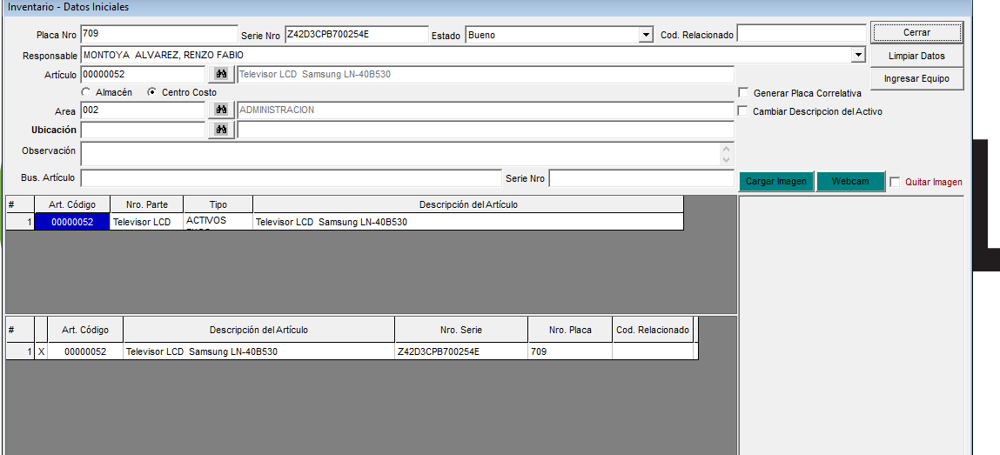 Inventario - Datos Iniciales
Placa Nro 709 Serie Nro Z42D3CPB700254E Estado Bueno Cod. Relacionado Cerrar
Responsable MONTOYA ALVAREZ, RENZO FABIO Limpiar Datos
Artículo 00000052 Televisor LCD Samsung LN-40B530 Ingresar Equipo
Almacén Centro Costo Generar Placa Correlativa
Area 002 ADMINISTRACION Cambiar Descripcion del Activo
Ubicación
Observación
Bus. Artículo Serie Nro Cargar Imagen Webcam Quitar Imagen
# Art. Código Nro. Parte Tipo Descripción del Artículo
1 00000052 Televisor LCD ACTIVOS Televisor LCD Samsung LN-40B530
# Art. Código Descripción del Artículo Nro. Serie Nro. Placa Cod. Relacionado
1 X 00000052 Televisor LCD Samsung LN-40B530 Z42D3CPB700254E 709